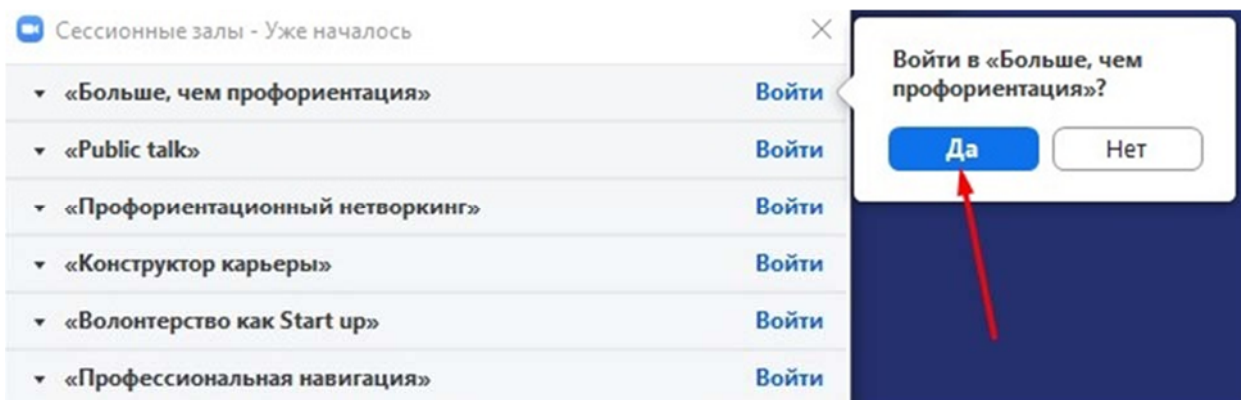 Сессионные залы - Уже началось
«Больше, чем профориентация» Войти
«Public talk» Войти
«Профориентационный нетворкинг» Войти
«Конструктор карьеры» Войти
«Волонтерство как Start up» Войти
«Профессиональная навигация» Войти
Войти в «Больше, чем
профориентация»?
Да Нет